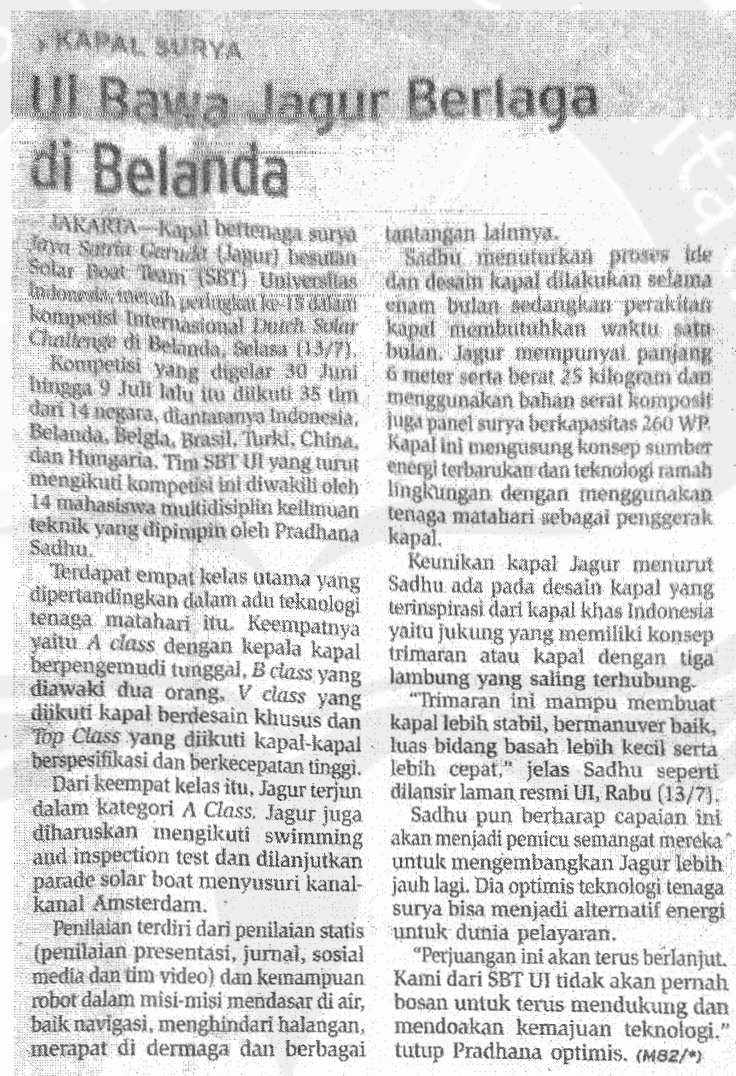 KAPAL SURYA
UI Bawa Jagur Berlaga
di Belanda
JAKARTA—Kapal bertenaga surya
Jaya Satria Garuda (Jagur) besutan
Solar Boat Team (SBT) Universitas
Indonesia, meraih peringkat ke-18 dalam
kompetisi Internasional Dutch Solar
Challenge di Belanda, Selasa (13/7).
Kompetisi yang digelar 30 Juni
hingga 9 Juli lalu itu diikuti 35 tim
dari 14 negara, diantaranya Indonesia,
Belanda, Belgia, Brasil, Turki, China,
dan Hungaria. Tim SBT UI yang turut
mengikuti kompetisi ini diwakili oleh
14 mahasiswa multidisiplin keilmuan
teknik yang dipimpin oleh Pradhana
Sadhu.
Terdapat empat kelas utama yang
dipertandingkan dalam adu teknologi
tenaga matahari itu. Keempatnya
yaitu A class dengan kepala kapal
berpengemudi tunggal, B class yang
diawaki dua orang, V class yang
diikuti kapal berdesain khusus dan
Top Class yang diikuti kapal-kapal
berspesifikasi dan berkecepatan tinggi.
Dari keempat kelas itu, Jagur terjun
dalam kategori A Class. Jagur juga
diharuskan mengikuti swimming
and inspection test dan dilanjutkan
parade solar boat menyusuri kanal-
kanal Amsterdam.
Penilaian terdiri dari penilaian statis
(penilaian presentasi, jurnal, sosial
media dan tim video) dan kemampuan
robot dalam misi-misi mendasar di air,
baik navigasi, menghindari halangan,
merapat di dermaga dan berbagai
tantangan lainnya.
Sadhu menuturkan proses ide
dan desain kapal dilakukan selama
enam bulan sedangkan perakitan
kapal membutuhkan waktu satu
bulan. Jagur mempunyai panjang
6 meter serta berat 25 kilogram dan
menggunakan bahan serat komposit
juga panel surya berkapasitas 260 WP.
Kapal ini mengusung konsep sumber
energi terbarukan dan teknologi ramah
lingkungan dengan menggunakan
tenaga matahari sebagai penggerak
kapal.
Keunikan kapal Jagur menurut
Sadhu ada pada desain kapal yang
terinspirasi dari kapal khas Indonesia
yaitu jukung yang memiliki konsep
trimaran atau kapal dengan tiga
lambung yang saling terhubung.
"Trimaran ini mampu membuat
kapal lebih stabil, bermanuver baik,
luas bidang basah lebih kecil serta
lebih cepat," jelas Sadhu seperti
dilansir laman resmi UI, Rabu (13/7).
Sadhu pun berharap capaian ini
akan menjadi pemicu semangat mereka
untuk mengembangkan Jagur lebih
jauh lagi. Dia optimis teknologi tenaga
surya bisa menjadi alternatif energi
untuk dunia pelayaran.
"Perjuangan ini akan terus berlanjut.
Kami dari SBT UI tidak akan pernah
bosan untuk terus mendukung dan
mendoakan kemajuan teknologi."
tutup Pradhana optimis. (M82/*)